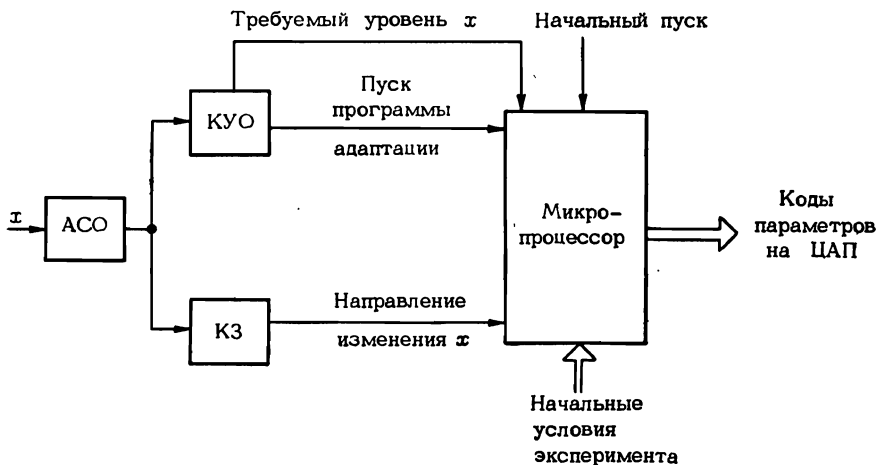 Требуемый уровень x
Начальный пуск
Пуск
программы
адаптации
КУО
x
АСО
Микро-
процессор
Коды
параметров
на ЦАП
КЗ
Направление
изменения x
Начальные
условия
эксперимента